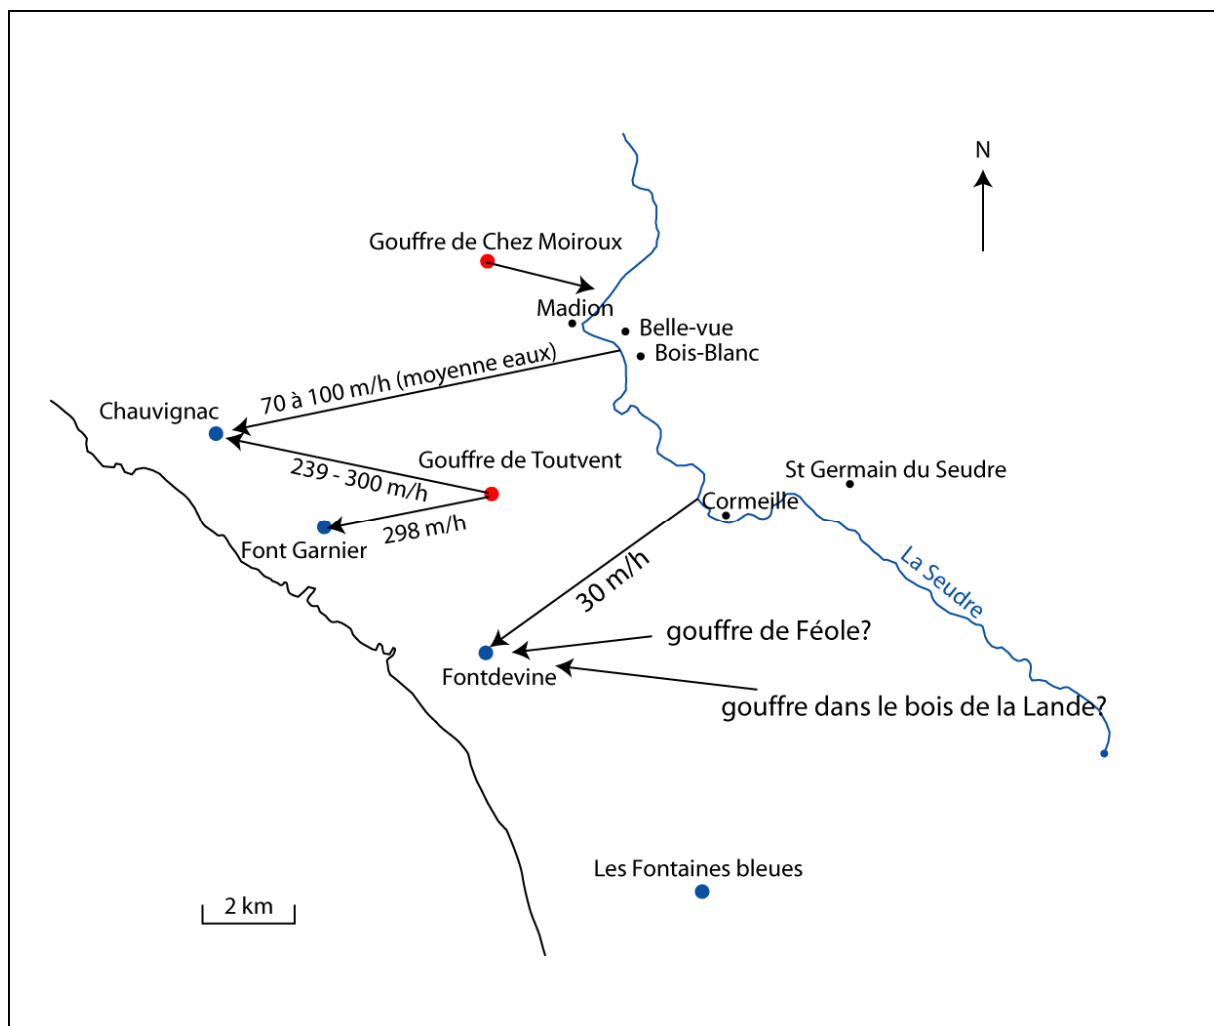 N
Gouffre de Chez Moiroux
Madion
Belle-vue
Bois-Blanc
70 à 100 m/h (moyenne eaux)
Chauvignac
Gouffre de Toutvent
239 - 300 m/h
St Germain du Seudre
Cormeille
298 m/h
Font Garnier
La Seudre
30 m/h
gouffre de Féole?
Fontdevine
gouffre dans le bois de la Lande?
Les Fontaines bleues
2 km